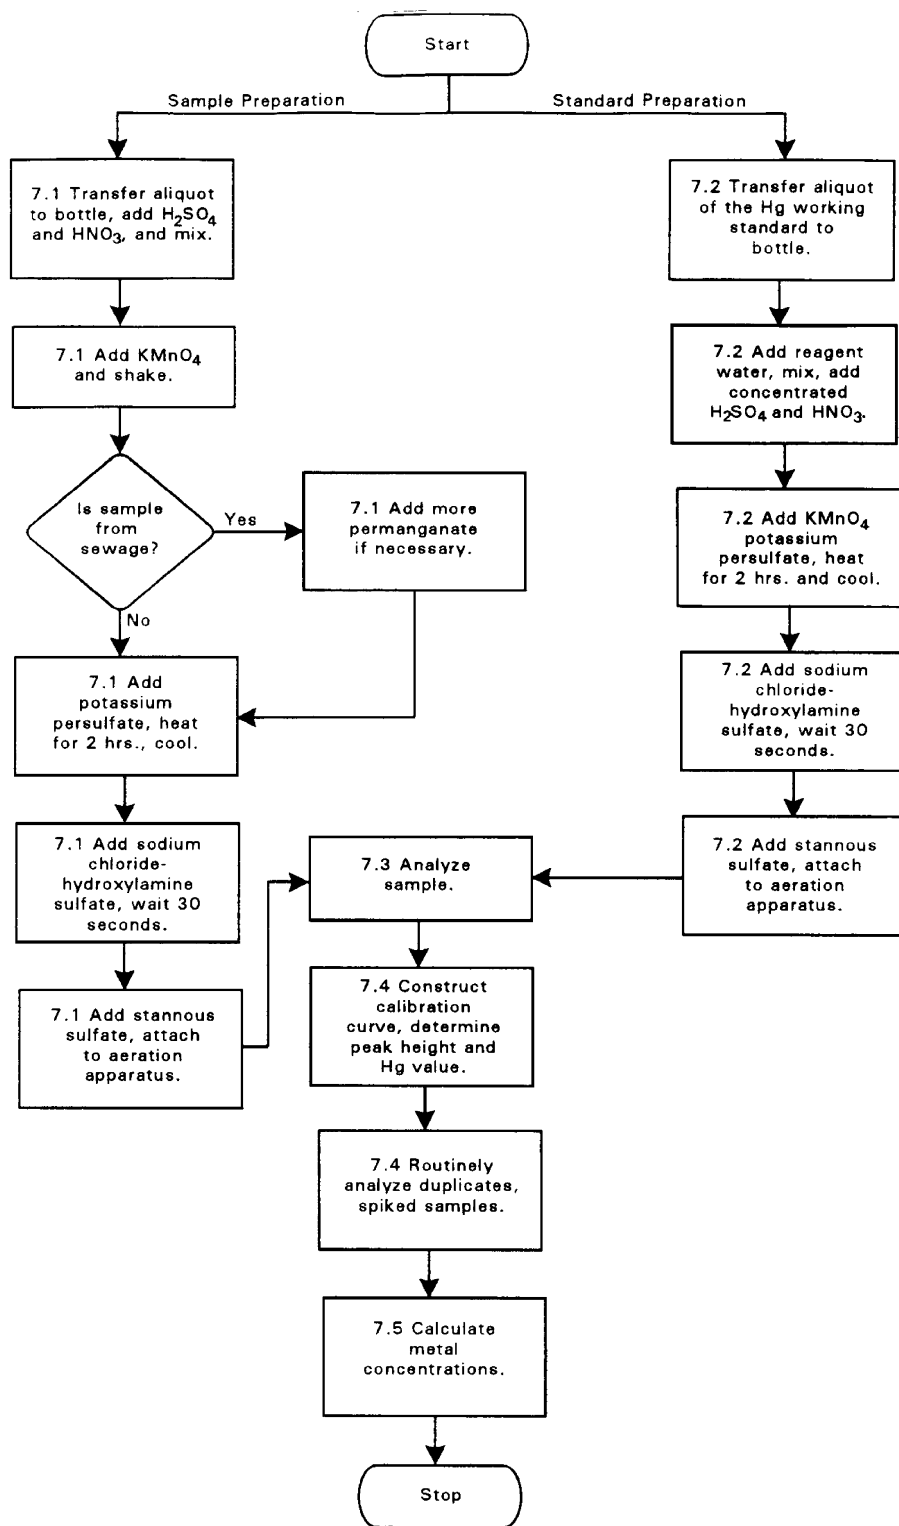 Start
Sample Preparation
Standard Preparation
7.1 Transfer aliquot
to bottle, add H₂SO₄
and HNO₃, and mix.
7.1 Add KMnO₄
and shake.
Is sample
from
sewage?
Yes
No
7.1 Add more
permanganate
if necessary.
7.1 Add
potassium
persulfate, heat
for 2 hrs., cool.
7.1 Add sodium
chloride-
hydroxylamine
sulfate, wait 30
seconds.
7.1 Add stannous
sulfate, attach
to aeration
apparatus.
7.2 Transfer aliquot
of the Hg working
standard to
bottle.
7.2 Add reagent
water, mix, add
concentrated
H₂SO₄ and HNO₃.
7.2 Add KMnO₄
potassium
persulfate, heat
for 2 hrs. and cool.
7.2 Add sodium
chloride-
hydroxylamine
sulfate, wait 30
seconds.
7.2 Add stannous
sulfate, attach
to aeration
apparatus.
7.3 Analyze
sample.
7.4 Construct
calibration
curve, determine
peak height and
Hg value.
7.4 Routinely
analyze duplicates,
spiked samples.
7.5 Calculate
metal
concentrations.
Stop